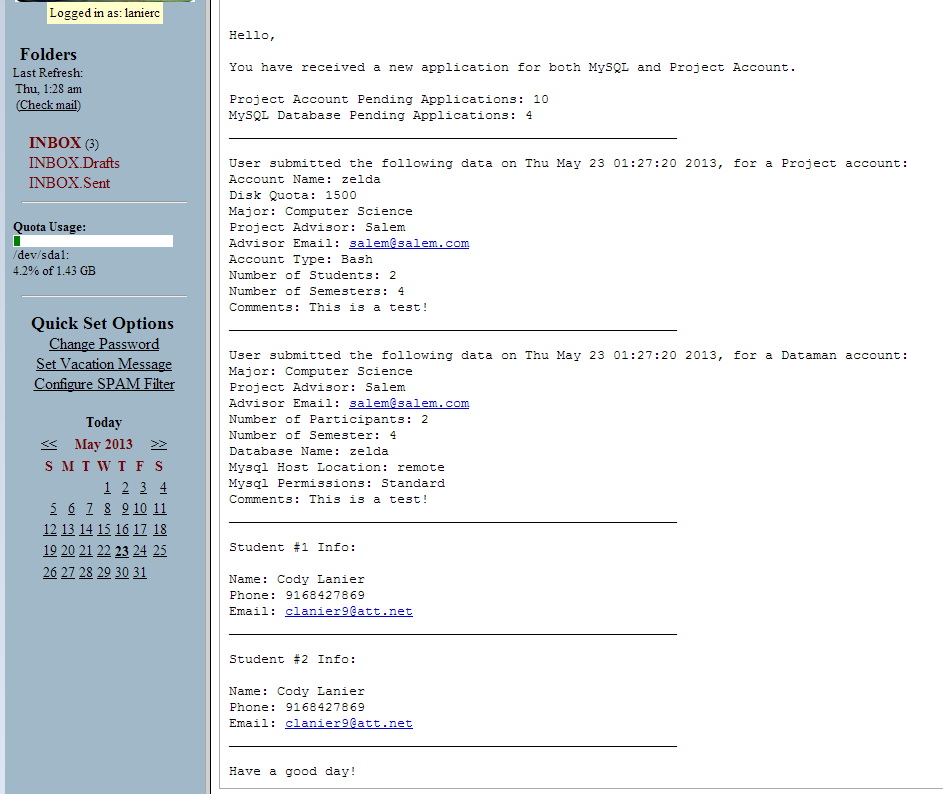 Logged in as: lanierc
Folders
Last Refresh:
Thu, 1:28 am
(Check mail)
INBOX (3)
INBOX.Drafts
INBOX.Sent
Quota Usage:
/dev/sda1:
4.2% of 1.43 GB
Quick Set Options
Change Password
Set Vacation Message
Configure SPAM Filter
Today
<< May 2013 >>
S M T W T F S
1 2 3 4
5 6 7 8 9 10 11
12 13 14 15 16 17 18
19 20 21 22 23 24 25
26 27 28 29 30 31
Hello,
You have received a new application for both MySQL and Project Account.
Project Account Pending Applications: 10
MySQL Database Pending Applications: 4
User submitted the following data on Thu May 23 01:27:20 2013, for a Project account:
Account Name: zelda
Disk Quota: 1500
Major: Computer Science
Project Advisor: Salem
Advisor Email: salem@salem.com
Account Type: Bash
Number of Students: 2
Number of Semesters: 4
Comments: This is a test!
User submitted the following data on Thu May 23 01:27:20 2013, for a Dataman account:
Major: Computer Science
Project Advisor: Salem
Advisor Email: salem@salem.com
Number of Participants: 2
Number of Semester: 4
Database Name: zelda
Mysql Host Location: remote
Mysql Permissions: Standard
Comments: This is a test!
Student #1 Info:
Name: Cody Lanier
Phone: 9168427869
Email: clanier9@att.net
Student #2 Info:
Name: Cody Lanier
Phone: 9168427869
Email: clanier9@att.net
Have a good day!